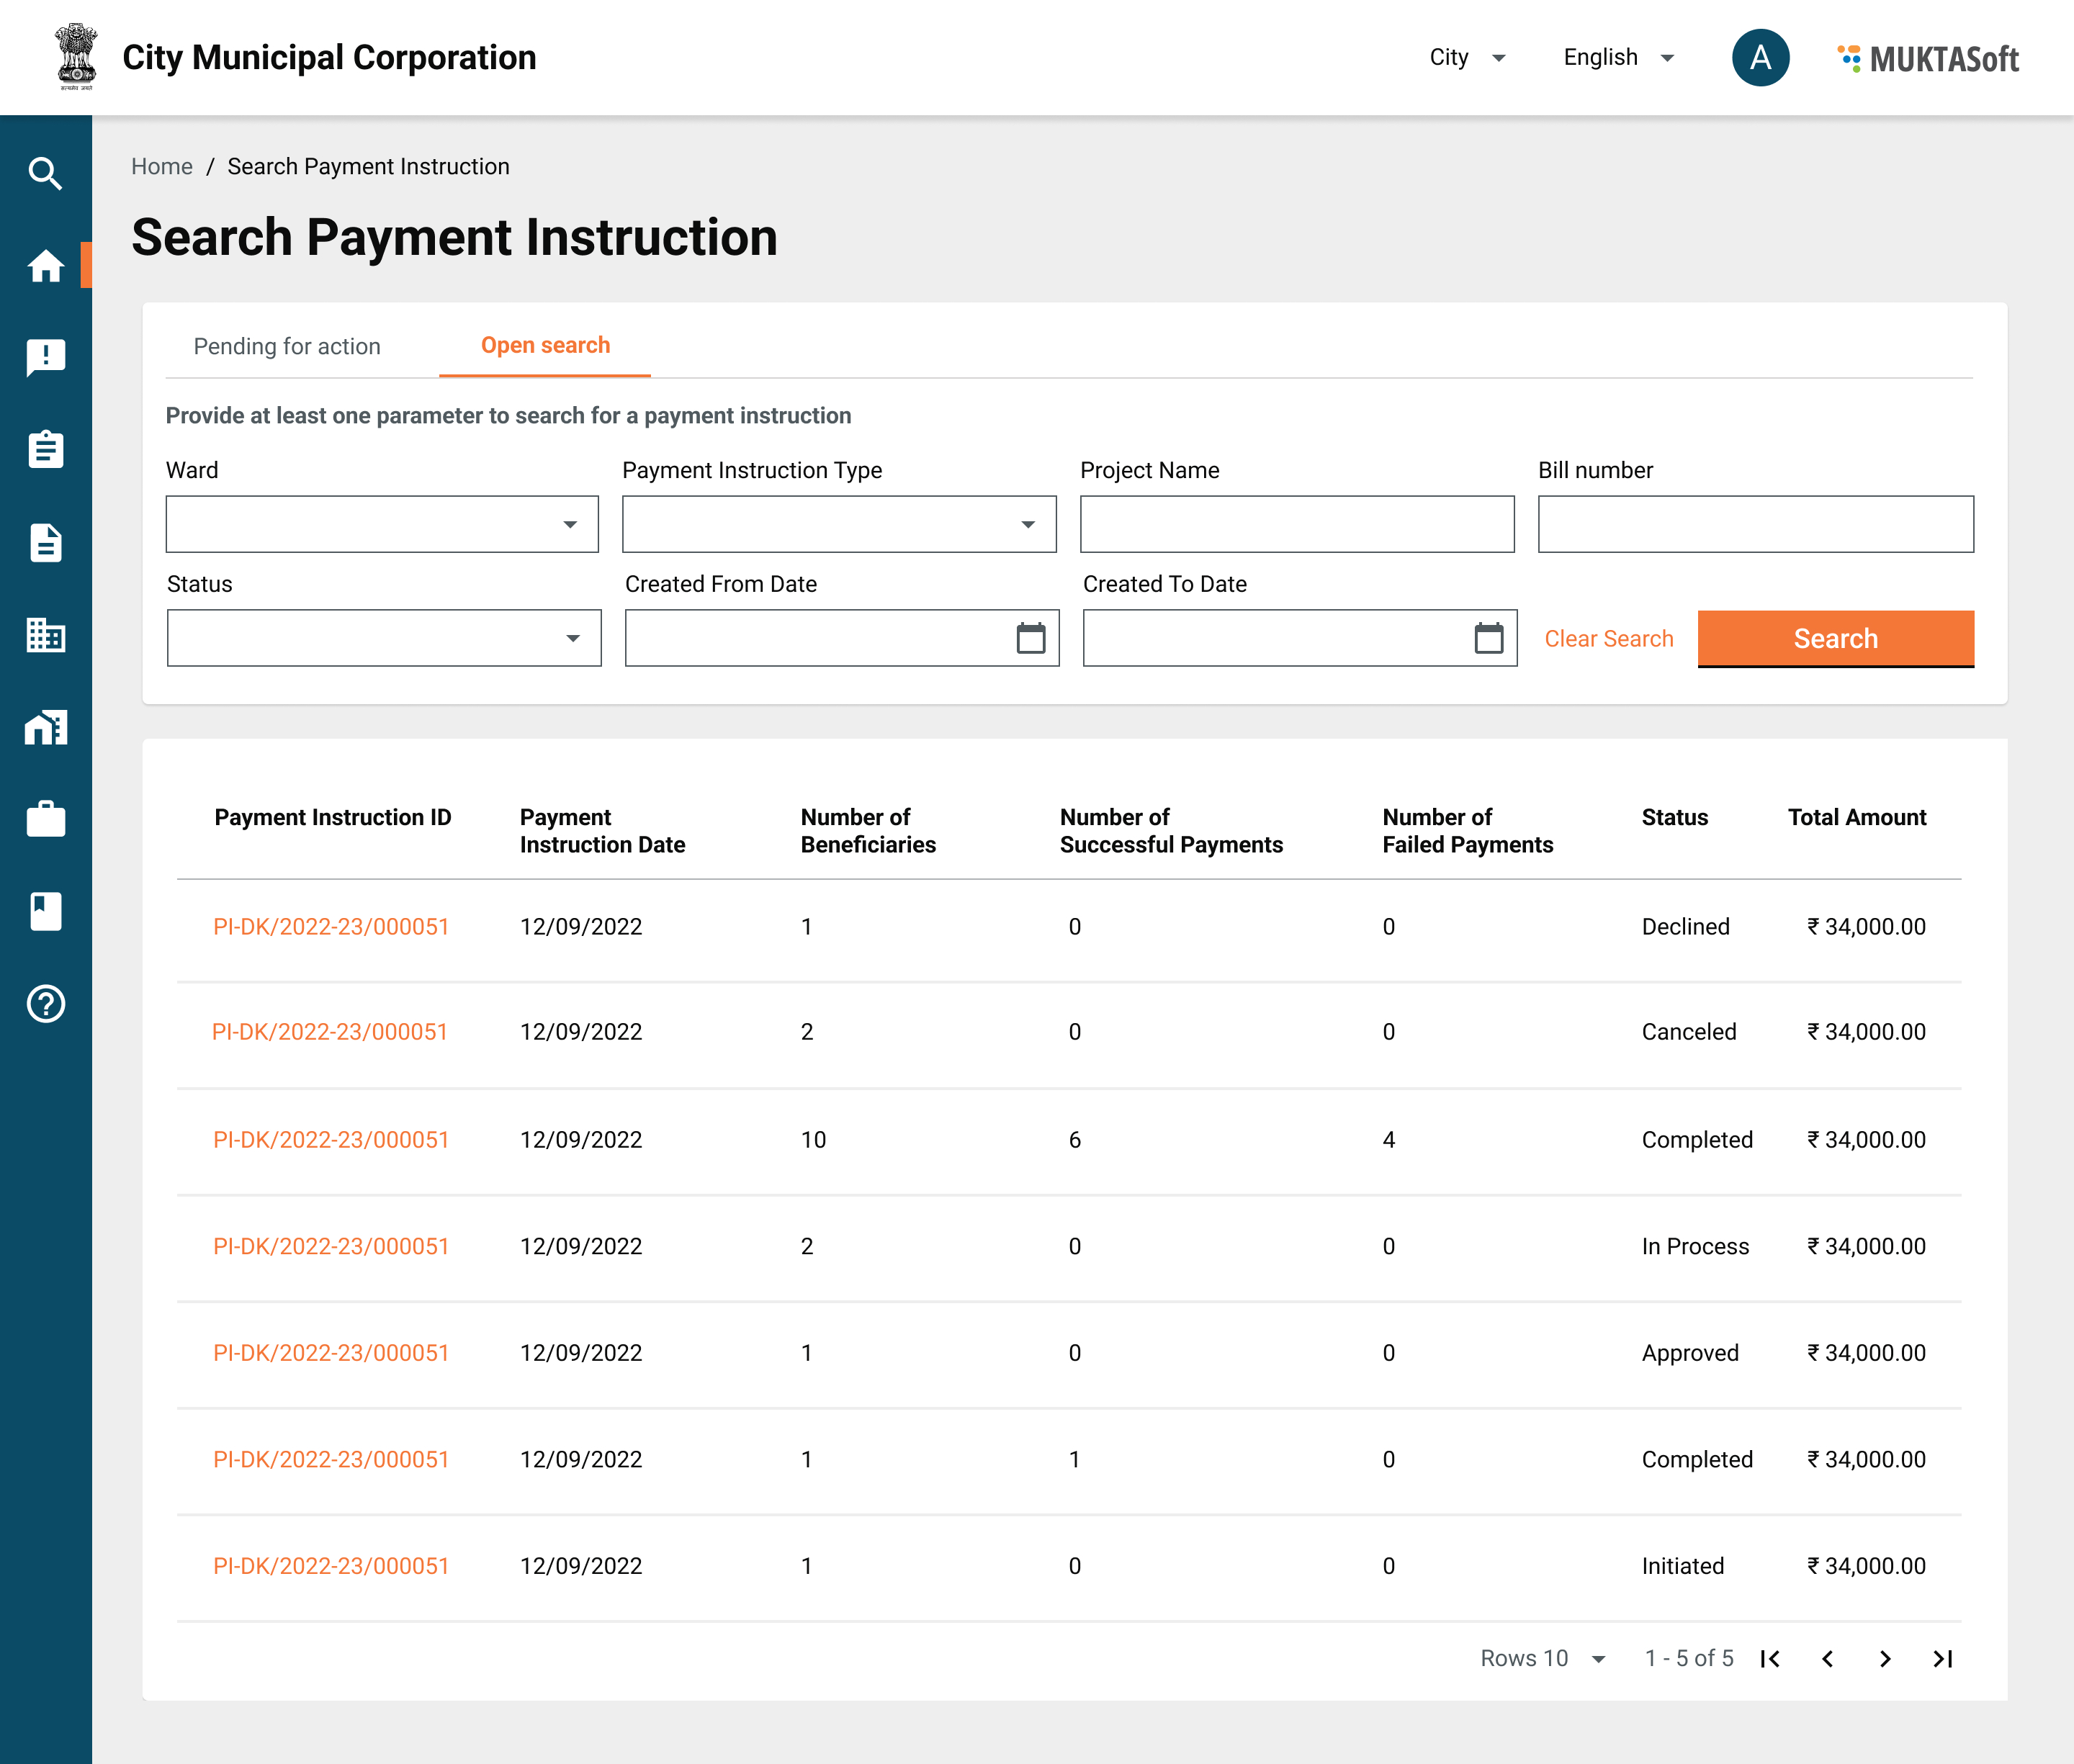 सत्यमेव जयते
City Municipal Corporation
City
English
A
MUKTASoft
Home / Search Payment Instruction
Search Payment Instruction
Pending for action
Open search
Provide at least one parameter to search for a payment instruction
Ward
Payment Instruction Type
Project Name
Bill number
Status
Created From Date
Created To Date
Clear Search
Search
Payment Instruction ID
Payment
Instruction Date
Number of
Beneficiaries
Number of
Successful Payments
Number of
Failed Payments
Status
Total Amount
PI-DK/2022-23/000051 12/09/2022 1 0 0 Declined ₹ 34,000.00
PI-DK/2022-23/000051 12/09/2022 2 0 0 Canceled ₹ 34,000.00
PI-DK/2022-23/000051 12/09/2022 10 6 4 Completed ₹ 34,000.00
PI-DK/2022-23/000051 12/09/2022 2 0 0 In Process ₹ 34,000.00
PI-DK/2022-23/000051 12/09/2022 1 0 0 Approved ₹ 34,000.00
PI-DK/2022-23/000051 12/09/2022 1 1 0 Completed ₹ 34,000.00
PI-DK/2022-23/000051 12/09/2022 1 0 0 Initiated ₹ 34,000.00
Rows 10
1 - 5 of 5